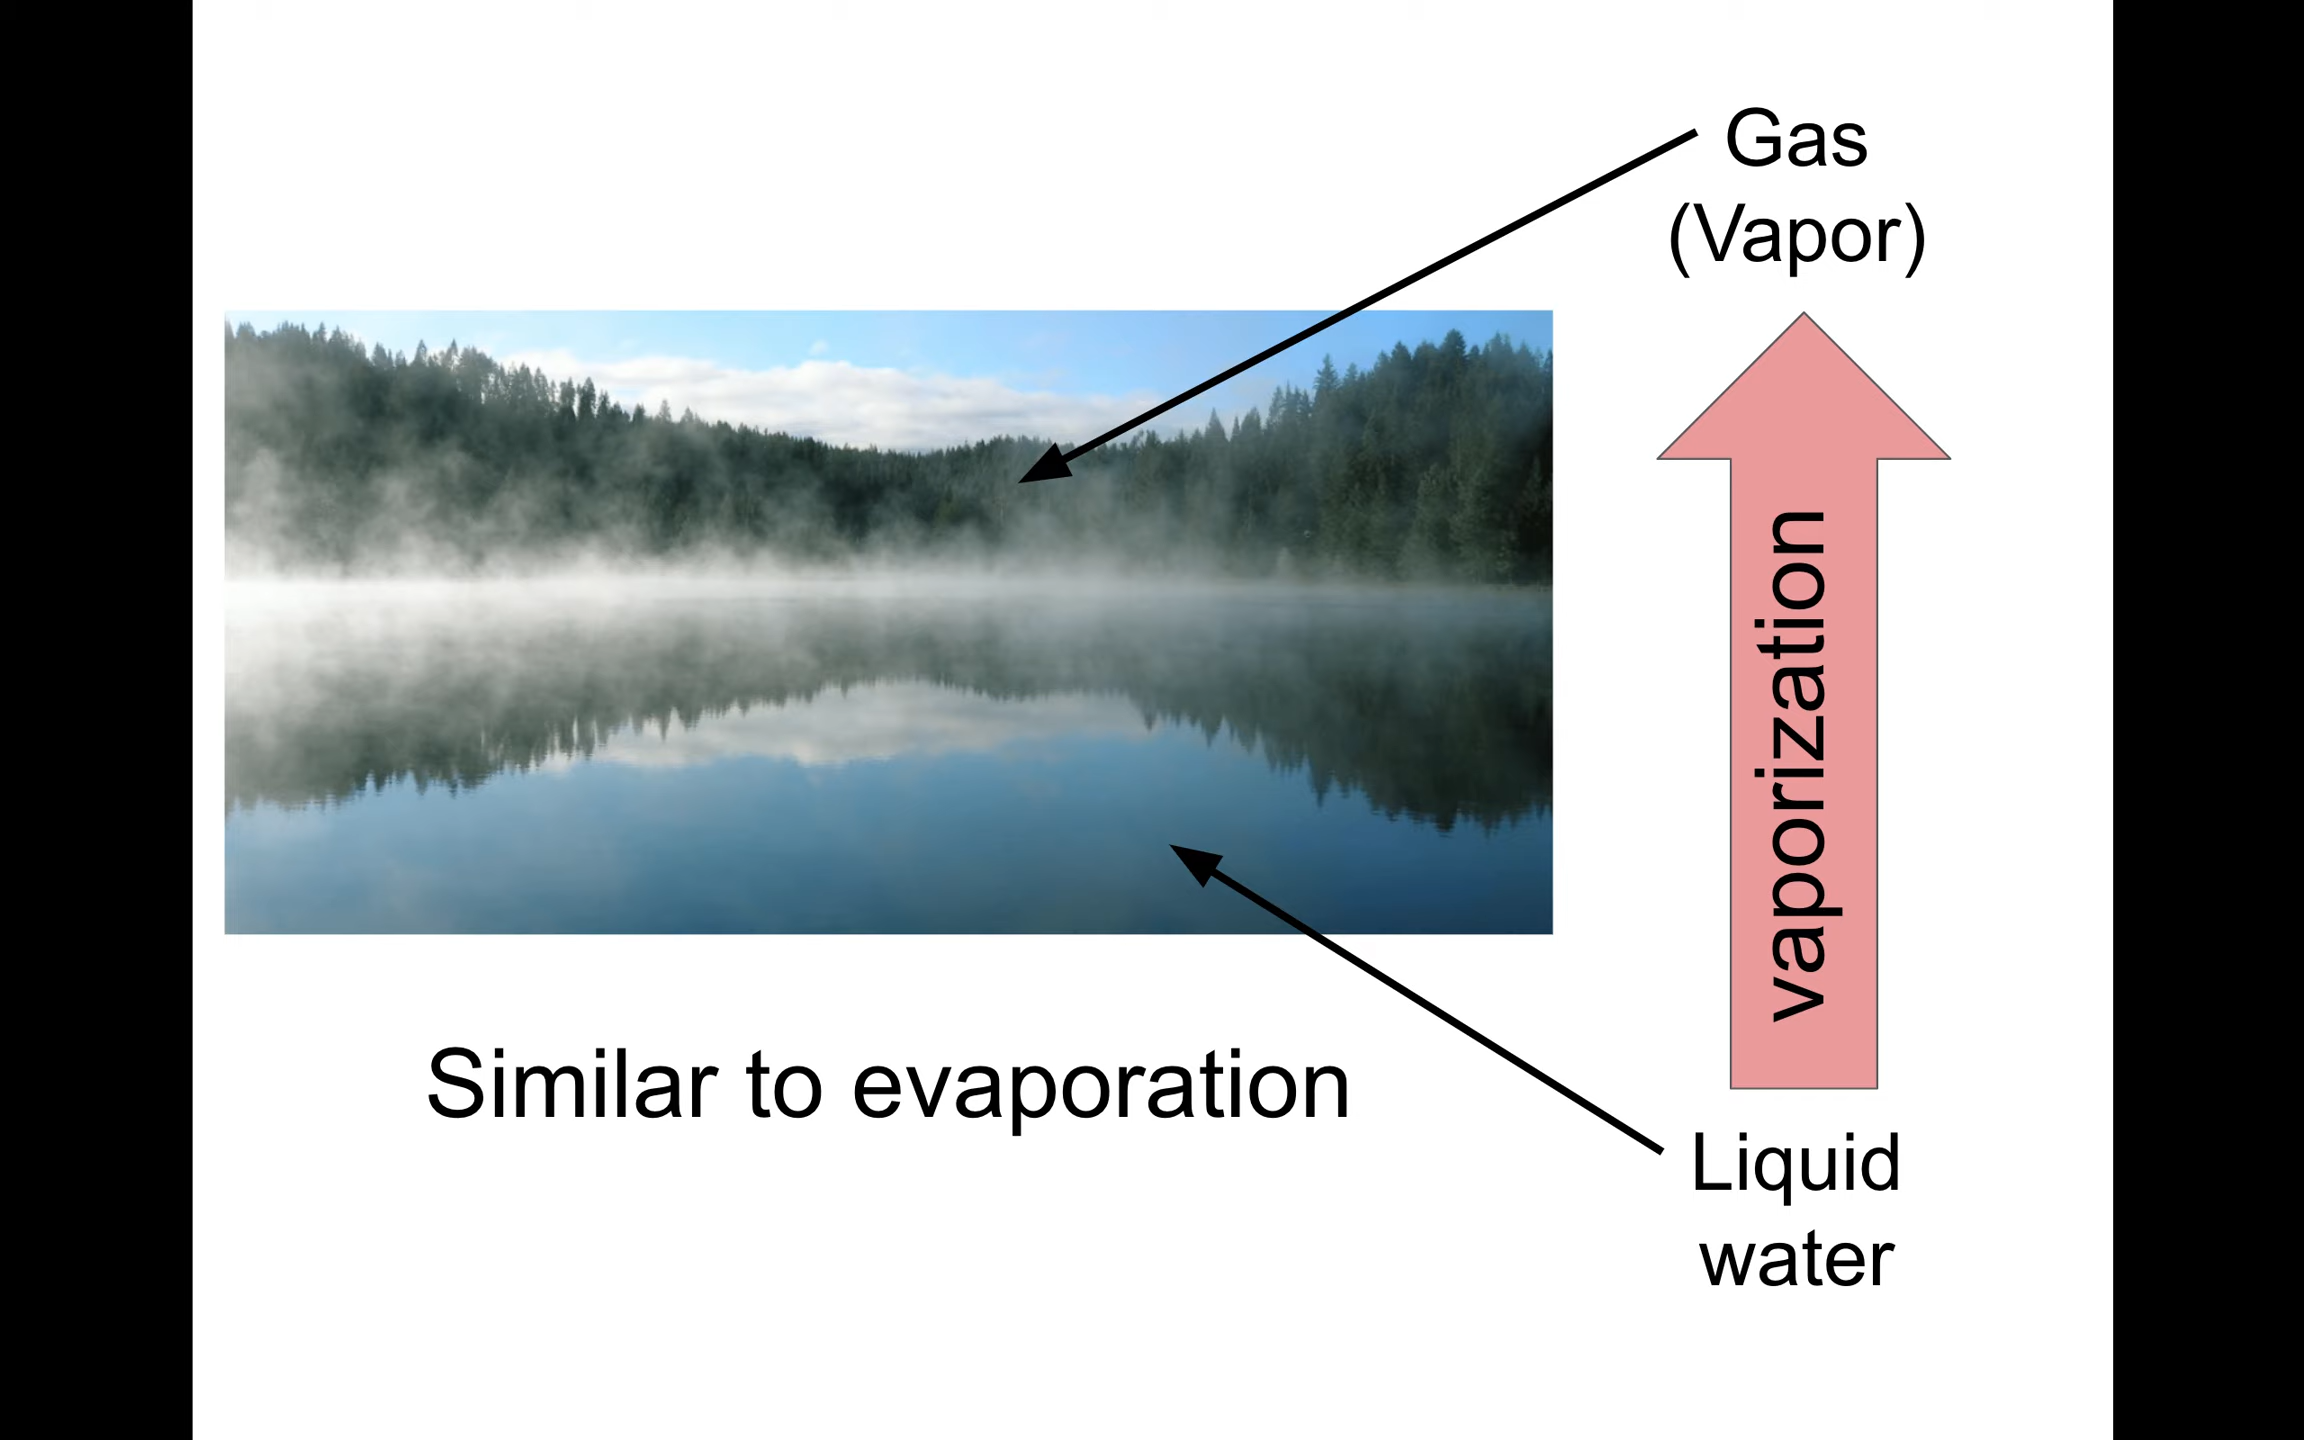 Gas
(Vapor)
vaporization
Similar to evaporation
Liquid
water